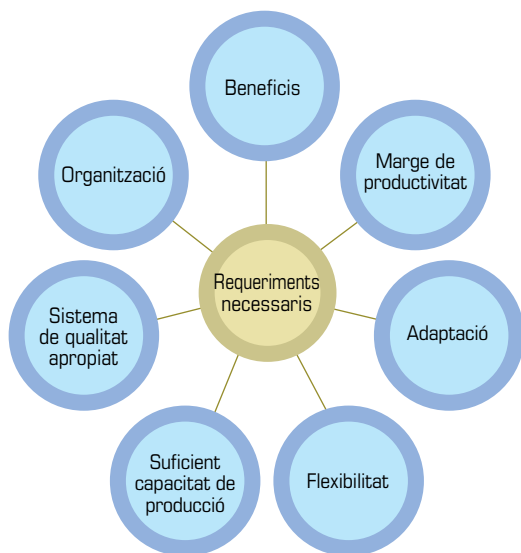 Beneficis
Marge de
productivitat
Organització
Requeriments
necessaris
Adaptació
Sistema
de qualitat
apropiat
Flexibilitat
Suficient
capacitat de
producció